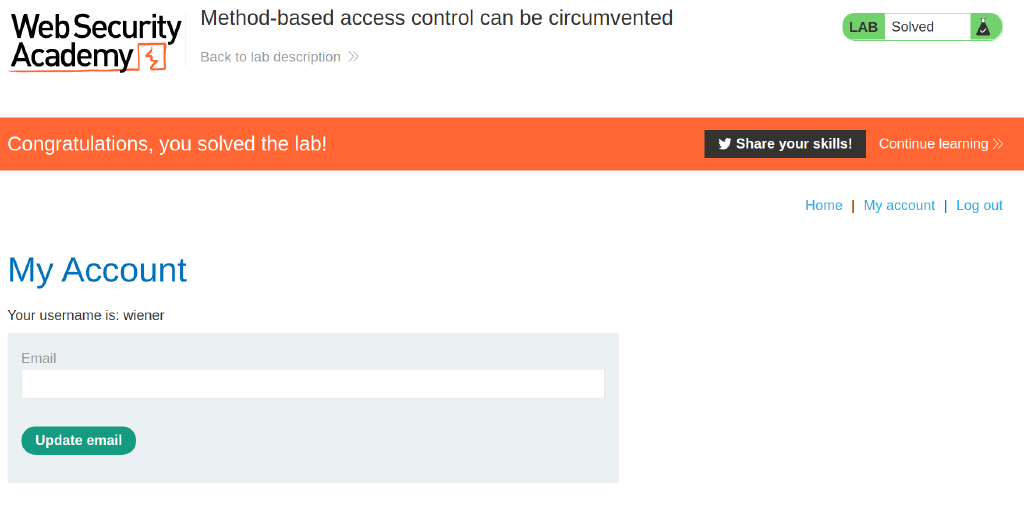 Web Security
Academy
Method-based access control can be circumvented
Back to lab description
LAB Solved
Congratulations, you solved the lab!
Share your skills!
Continue learning
Home | My account | Log out
My Account
Your username is: wiener
Email
Update email